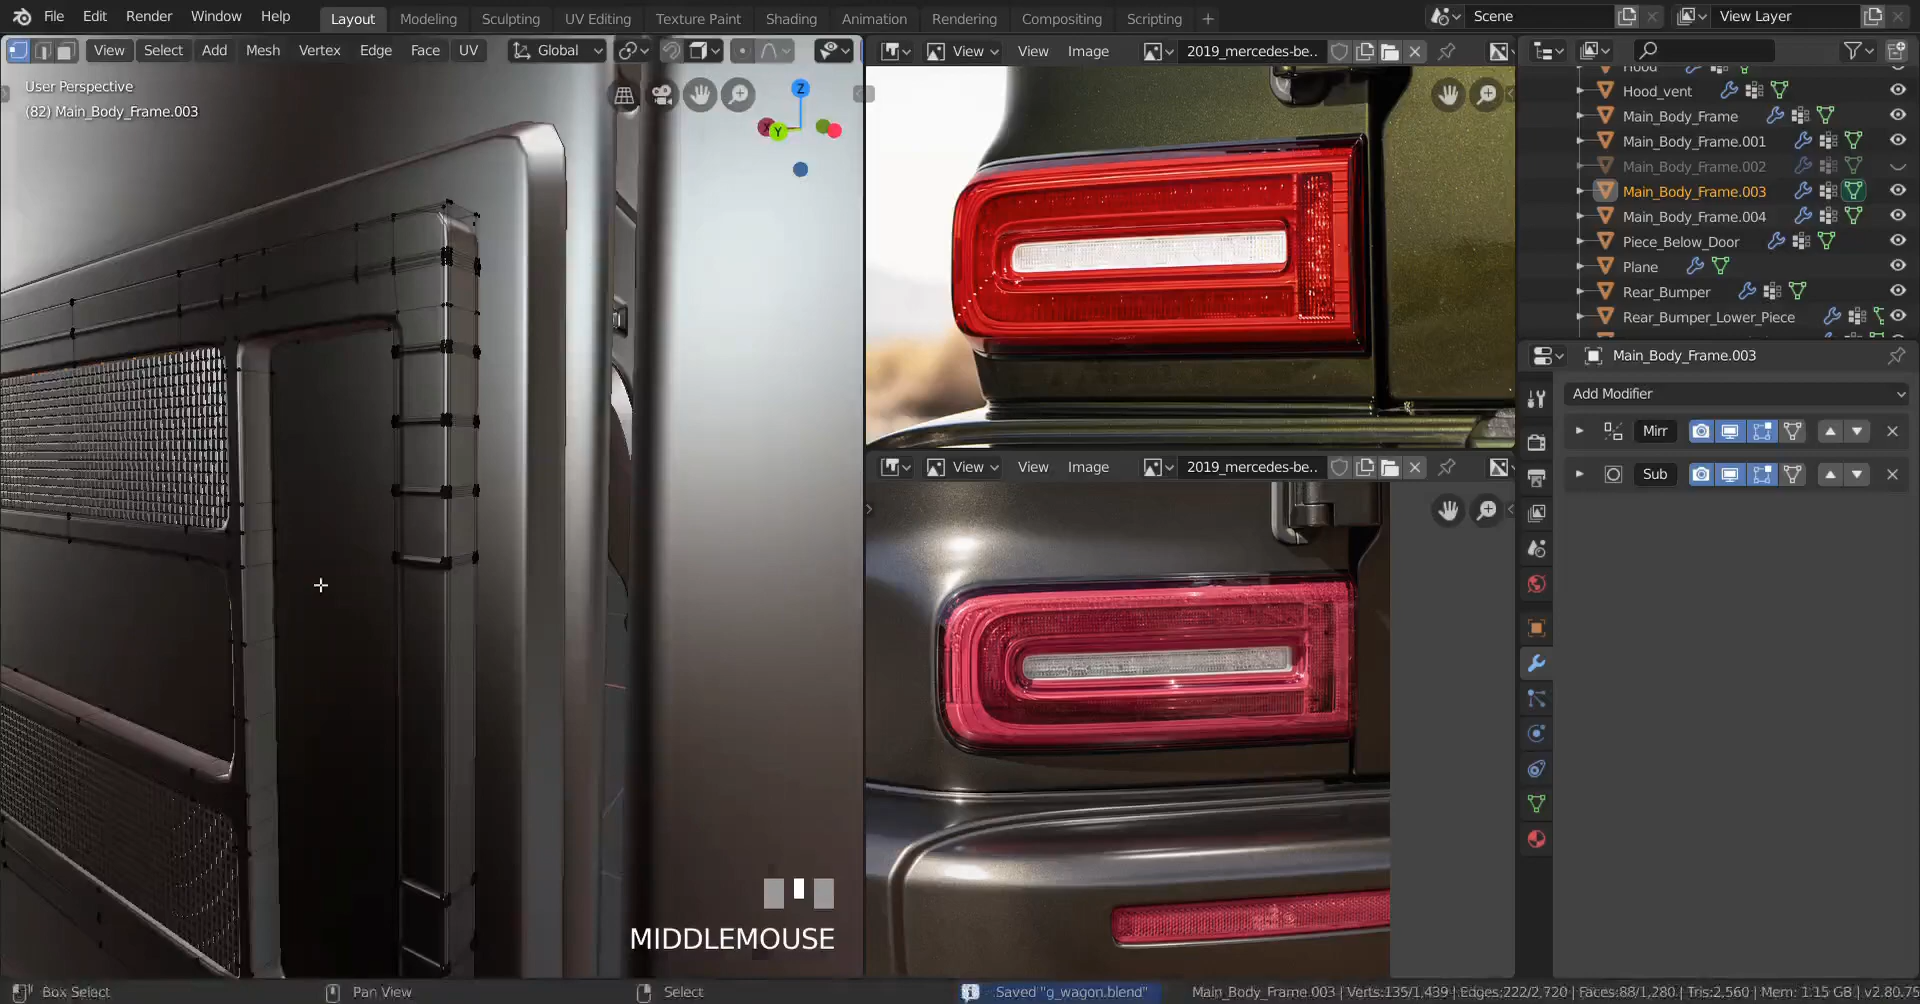 File Edit Render Window Help Layout Modeling Sculpting UV Editing Texture Paint Shading Animation Rendering Compositing Scripting + Scene View Layer
View Select Add Mesh Vertex Edge Face UV Global
View View Image 2019_mercedes-be..
User Perspective
(82) Main_Body_Frame.003
Z
X
Y
Hood
Hood_vent
Main_Body_Frame
Main_Body_Frame.001
Main_Body_Frame.002
Main_Body_Frame.003
Main_Body_Frame.004
Piece_Below_Door
Plane
Rear_Bumper
Rear_Bumper_Lower_Piece
Main_Body_Frame.003
Add Modifier
Mirr
Sub
View View Image 2019_mercedes-be..
MIDDLEMOUSE
Box Select Pan View Select Saved "g_wagon.blend" Main_Body_Frame.003 | Verts:135/1,439 | Edges:222/2,720 | Faces:88/1,280 | Tris:2,560 | Mem: 1.15 GB | v2.80.75